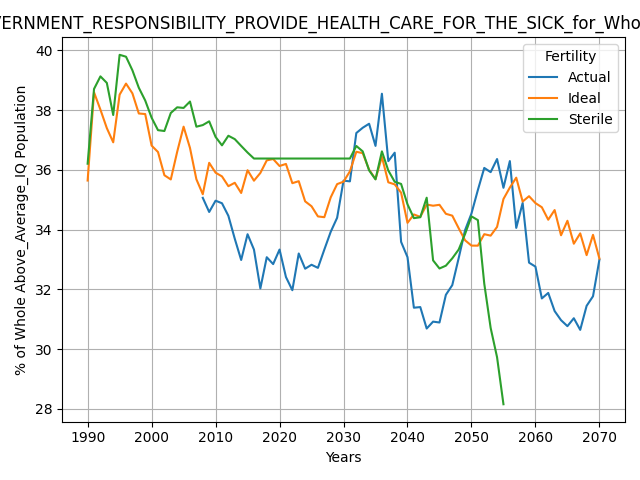 VERNMENT_RESPONSIBILITY_PROVIDE_HEALTH_CARE_FOR_THE_SICK_for_Who
Fertility
Actual
Ideal
Sterile
% of Whole Above_Average_IQ Population
40
38
36
34
32
30
28
1990 2000 2010 2020 2030 2040 2050 2060 2070
Years